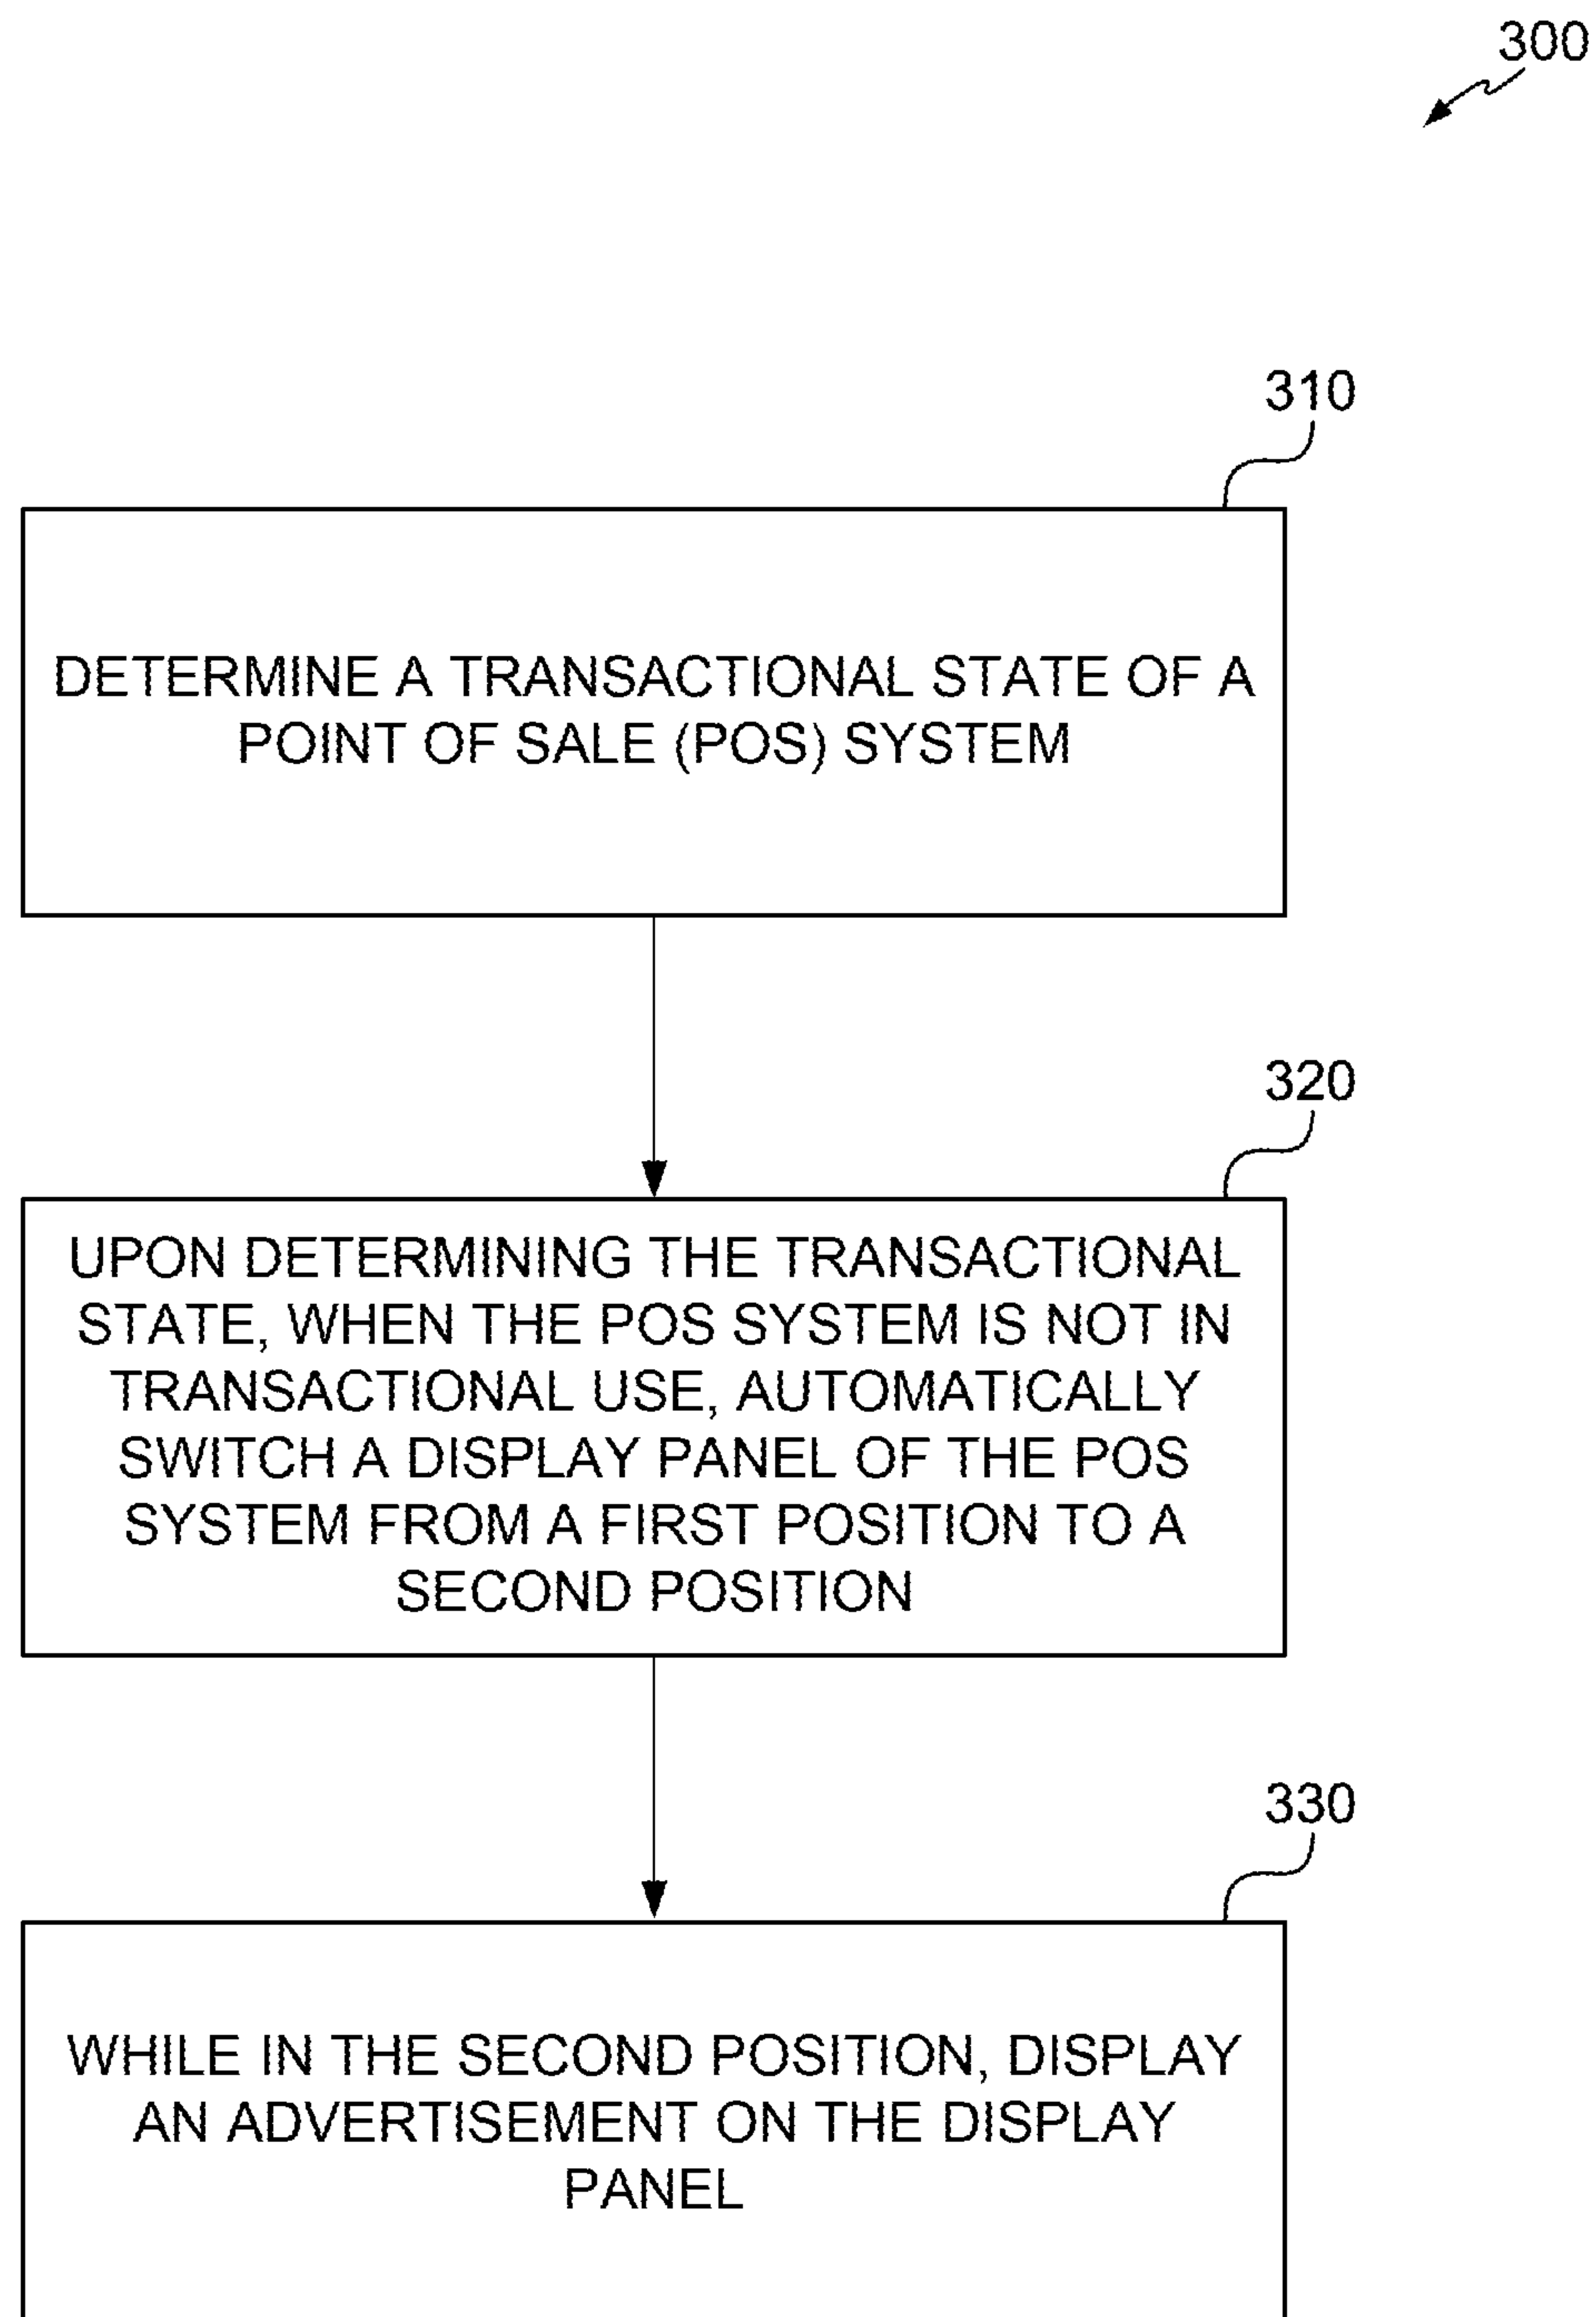 300
310
DETERMINE A TRANSACTIONAL STATE OF A
POINT OF SALE (POS) SYSTEM
320
UPON DETERMINING THE TRANSACTIONAL
STATE, WHEN THE POS SYSTEM IS NOT IN
TRANSACTIONAL USE, AUTOMATICALLY
SWITCH A DISPLAY PANEL OF THE POS
SYSTEM FROM A FIRST POSITION TO A
SECOND POSITION
330
WHILE IN THE SECOND POSITION, DISPLAY
AN ADVERTISEMENT ON THE DISPLAY
PANEL